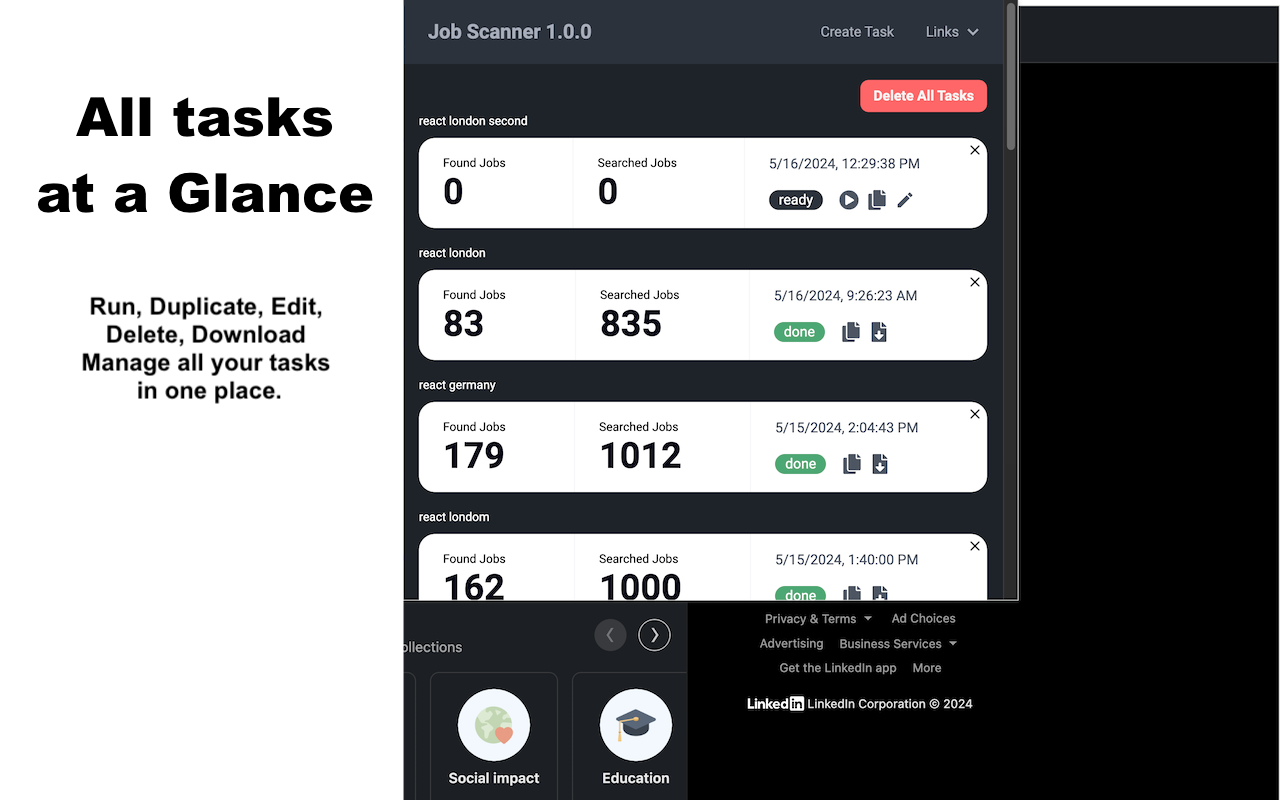 All tasks
at a Glance
Run, Duplicate, Edit,
Delete, Download
Manage all your tasks
in one place.
Job Scanner 1.0.0
Create Task
Links
Delete All Tasks
react london second
Found Jobs
0
Searched Jobs
0
5/16/2024, 12:29:38 PM
ready
react london
Found Jobs
83
Searched Jobs
835
5/16/2024, 9:26:23 AM
done
react germany
Found Jobs
179
Searched Jobs
1012
5/15/2024, 2:04:43 PM
done
react londom
Found Jobs
162
Searched Jobs
1000
5/15/2024, 1:40:00 PM
done
ollections
Social impact
Education
Privacy & Terms
Ad Choices
Advertising
Business Services
Get the LinkedIn app
More
LinkedIn LinkedIn Corporation © 2024